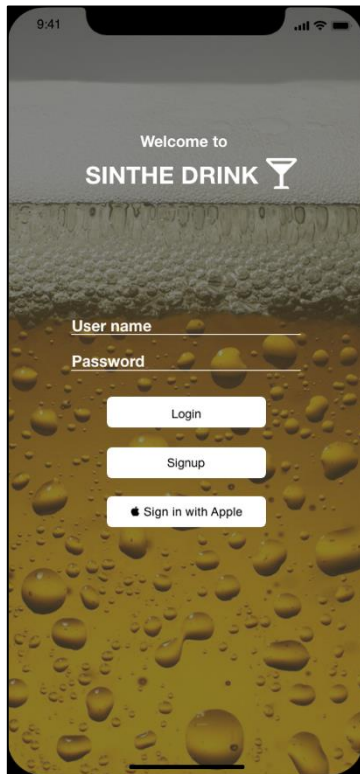 9:41
Welcome to
SINTHE DRINK
User name
Password
Login
Signup
Sign in with Apple